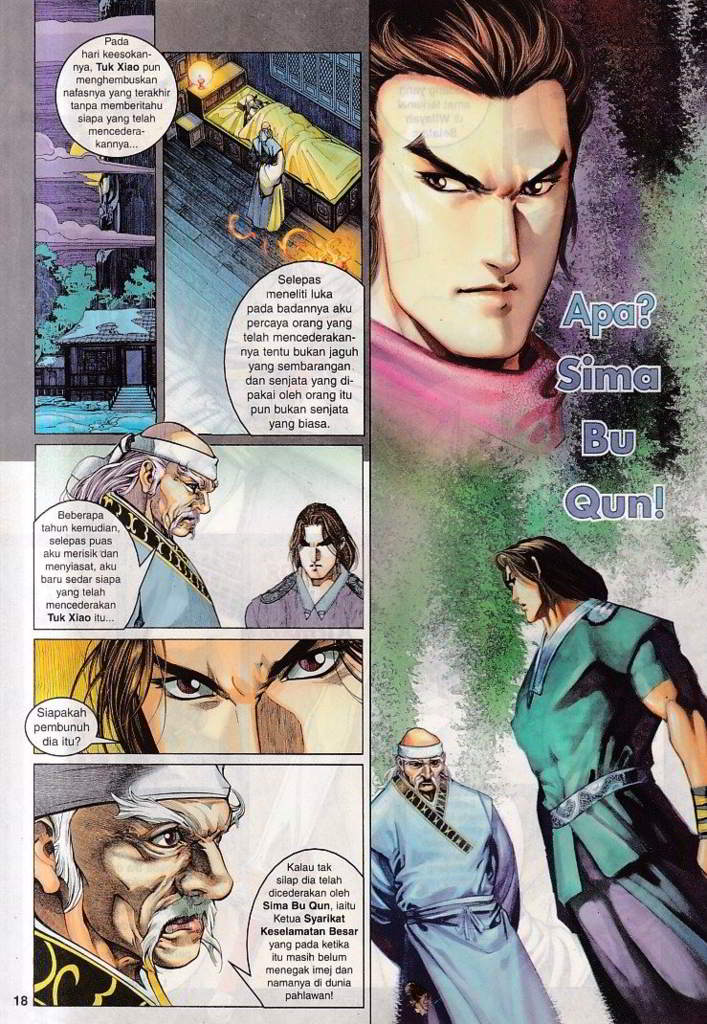 Pada
hari keesokan-
nya, Tuk Xiao pun
menghembuskan
nafasnya yang terakhir
tanpa memberitahu
siapa yang telah
mencedera-
kannya...
Selepas
meneliti luka
pada badannya aku
percaya orang yang
telah mencederakan-
nya tentu bukan jaguh
yang sembarangan
dan senjata yang di-
pakai oleh orang itu
pun bukan senjata
yang biasa.
Beberapa
tahun kemudian,
selepas puas
aku merisik dan
menyiasat, aku
baru sedar siapa
yang telah
mencederakan
Tuk Xiao itu...
Siapakah
pembunuh
dia itu?
Kalau tak
silap dia telah
dicederakan oleh
Sima Bu Qun, iaitu
Ketua Syarikat
Keselamatan Besar
yang pada ketika
itu masih belum
menegak imej dan
namanya di dunia
pahlawan!
18
Apa?
Sima
Bu
Qun!